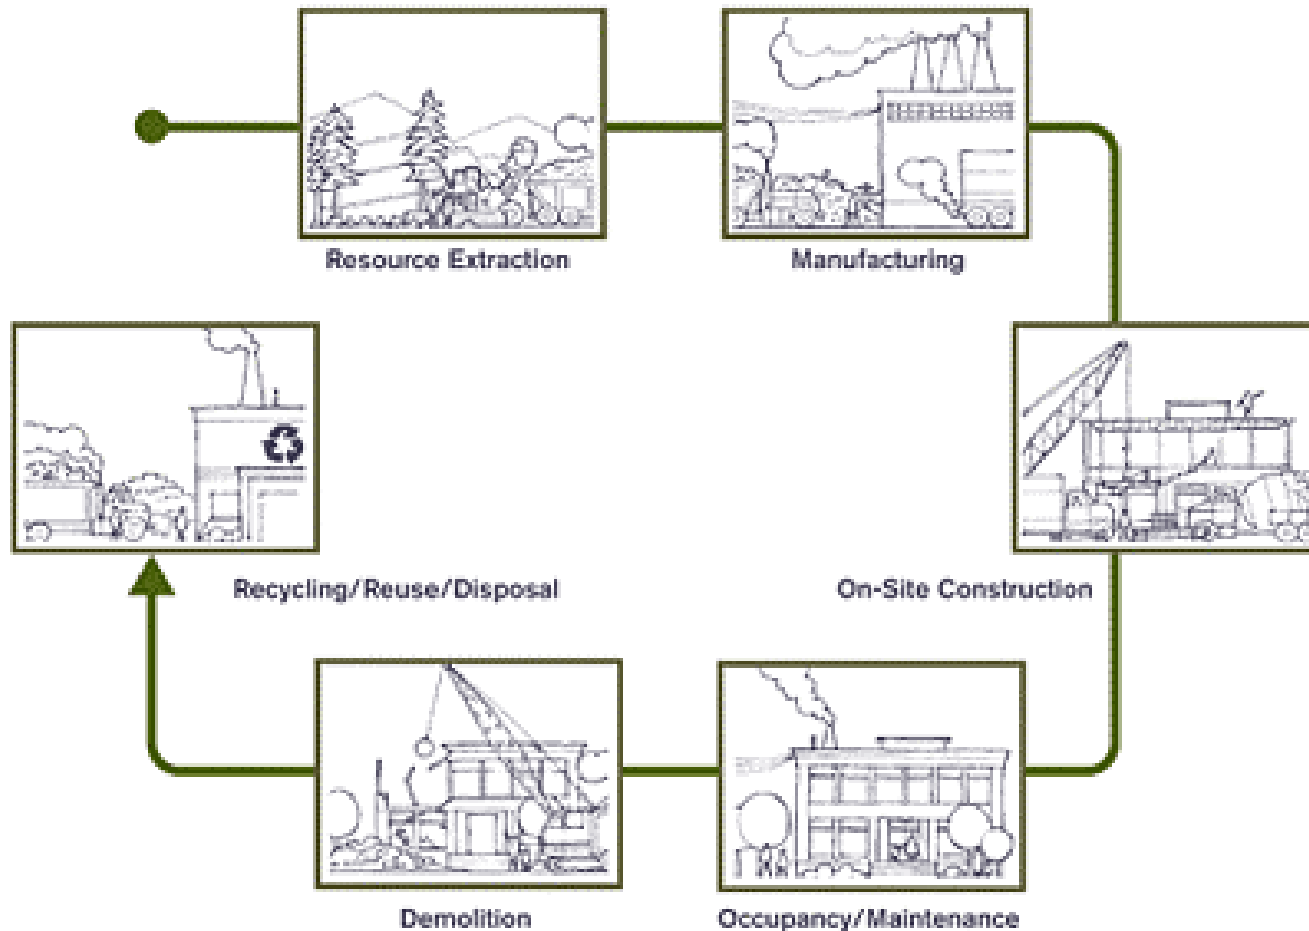 Resource Extraction
Manufacturing
On-Site Construction
Occupancy/Maintenance
Demolition
Recycling/Reuse/Disposal